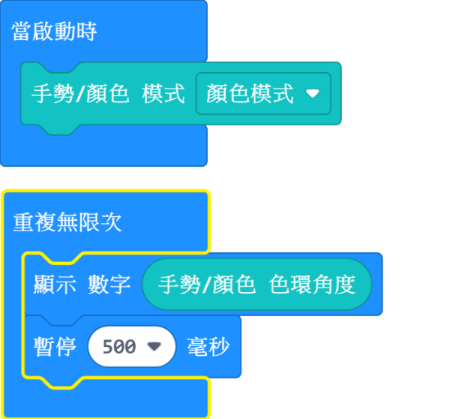 當啟動時
手勢/顏色 模式 顏色模式
重複無限次
顯示 數字 手勢/顏色 色環角度
暫停 500 毫秒